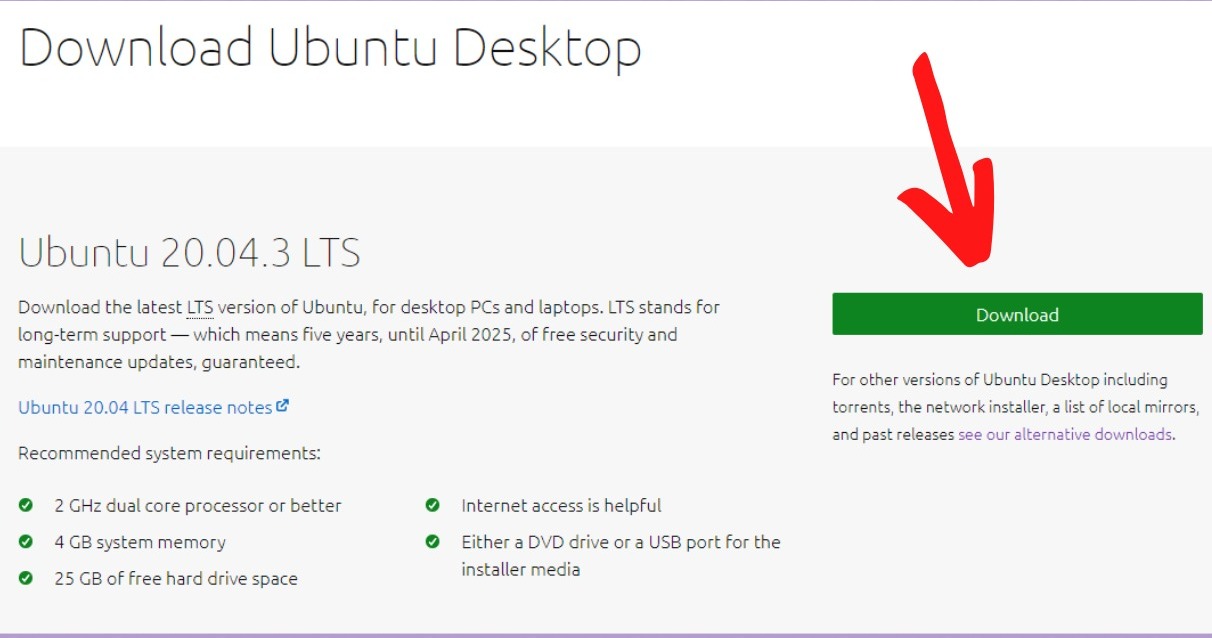 Download Ubuntu Desktop
Ubuntu 20.04.3 LTS
Download the latest LTS version of Ubuntu, for desktop PCs and laptops. LTS stands for
long-term support — which means five years, until April 2025, of free security and
maintenance updates, guaranteed.
Ubuntu 20.04 LTS release notes
Recommended system requirements:
2 GHz dual core processor or better
4 GB system memory
25 GB of free hard drive space
Internet access is helpful
Either a DVD drive or a USB port for the
installer media
Download
For other versions of Ubuntu Desktop including
torrents, the network installer, a list of local mirrors,
and past releases see our alternative downloads.